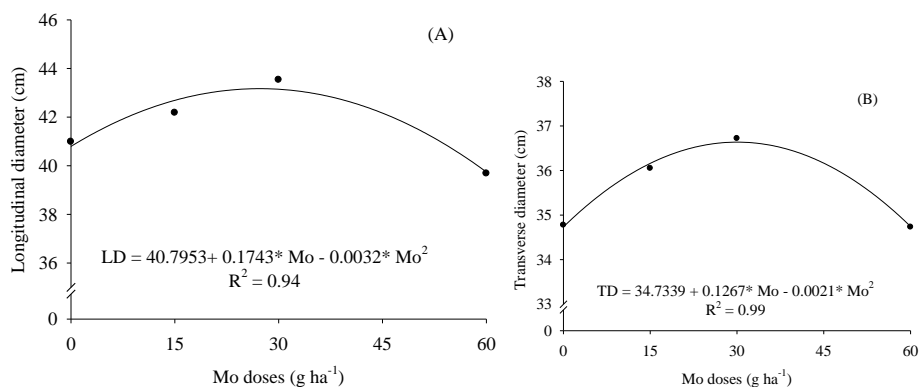 (A)
Longitudinal diameter (cm)
46
44
42
40
38
36
0
LD = 40.7953+ 0.1743* Mo - 0.0032* Mo²
R² = 0.94
0 15 30 45 60
Mo doses (g ha⁻¹)
(B)
Transverse diameter (cm)
38
37
36
35
34
33
0
TD = 34.7339 + 0.1267* Mo - 0.0021* Mo²
R² = 0.99
0 15 30 45 60
Mo doses (g ha⁻¹)